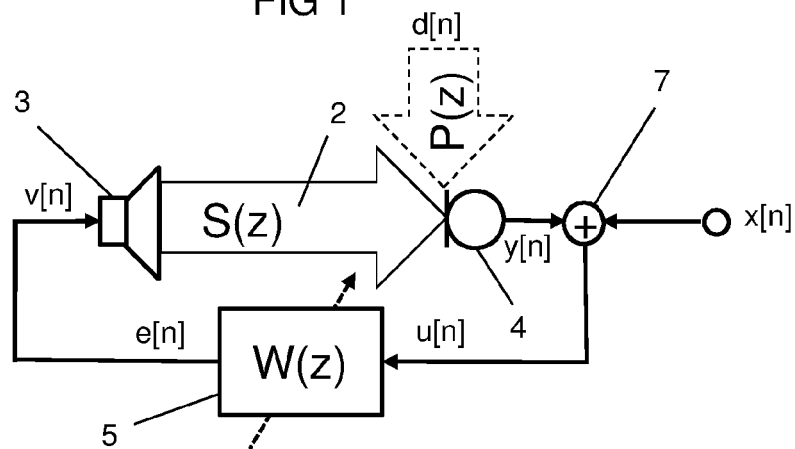 FIG 1
d[n]
7
3
2
P(z)
v[n]
S(z)
x[n]
y[n]
e[n]
u[n]
4
W(z)
5
+